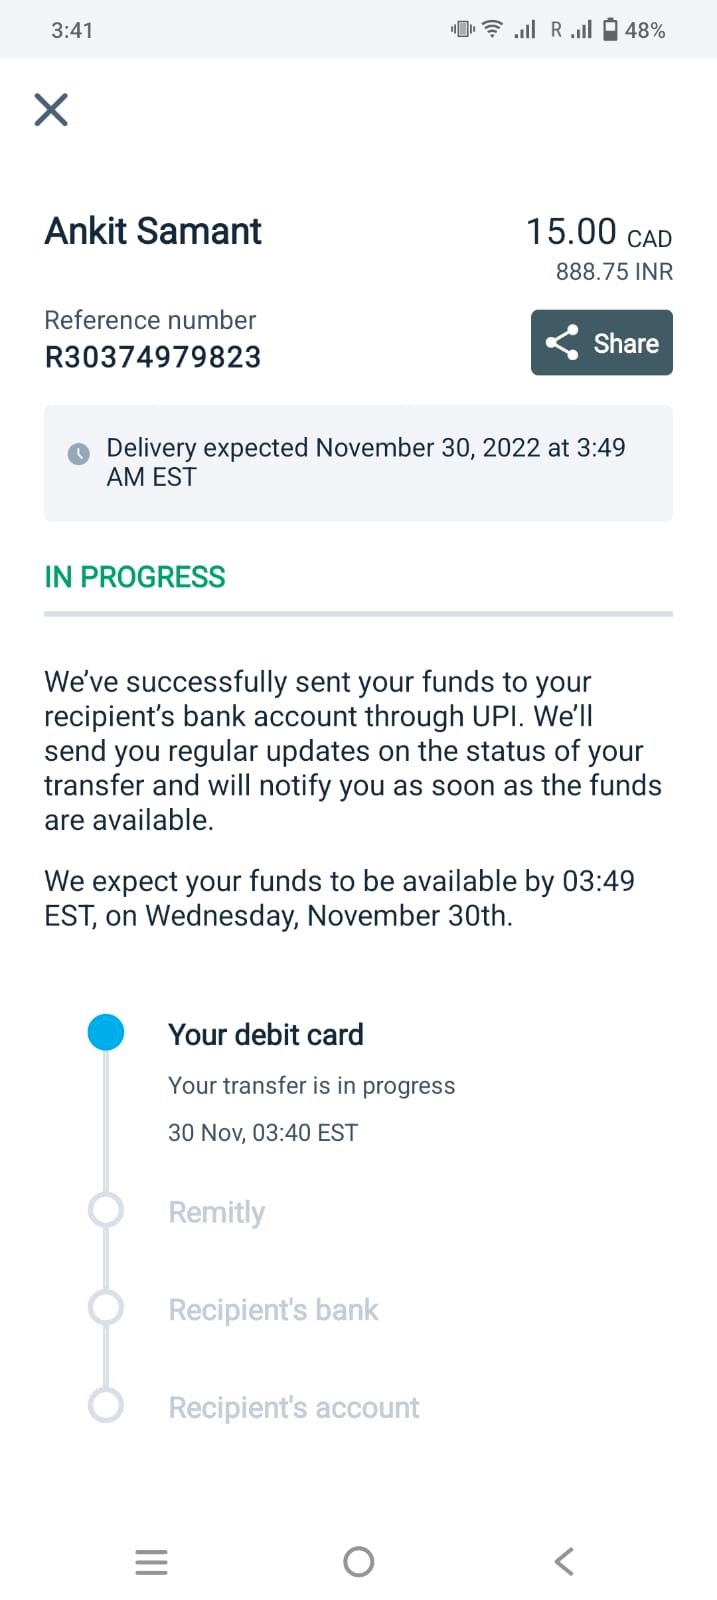 3:41
R
48%
Ankit Samant
15.00 CAD
888.75 INR
Reference number
R30374979823
Share
Delivery expected November 30, 2022 at 3:49
AM EST
IN PROGRESS
We've successfully sent your funds to your
recipient's bank account through UPI. We'll
send you regular updates on the status of your
transfer and will notify you as soon as the funds
are available.
We expect your funds to be available by 03:49
EST, on Wednesday, November 30th.
Your debit card
Your transfer is in progress
30 Nov, 03:40 EST
Remitly
Recipient's bank
Recipient's account